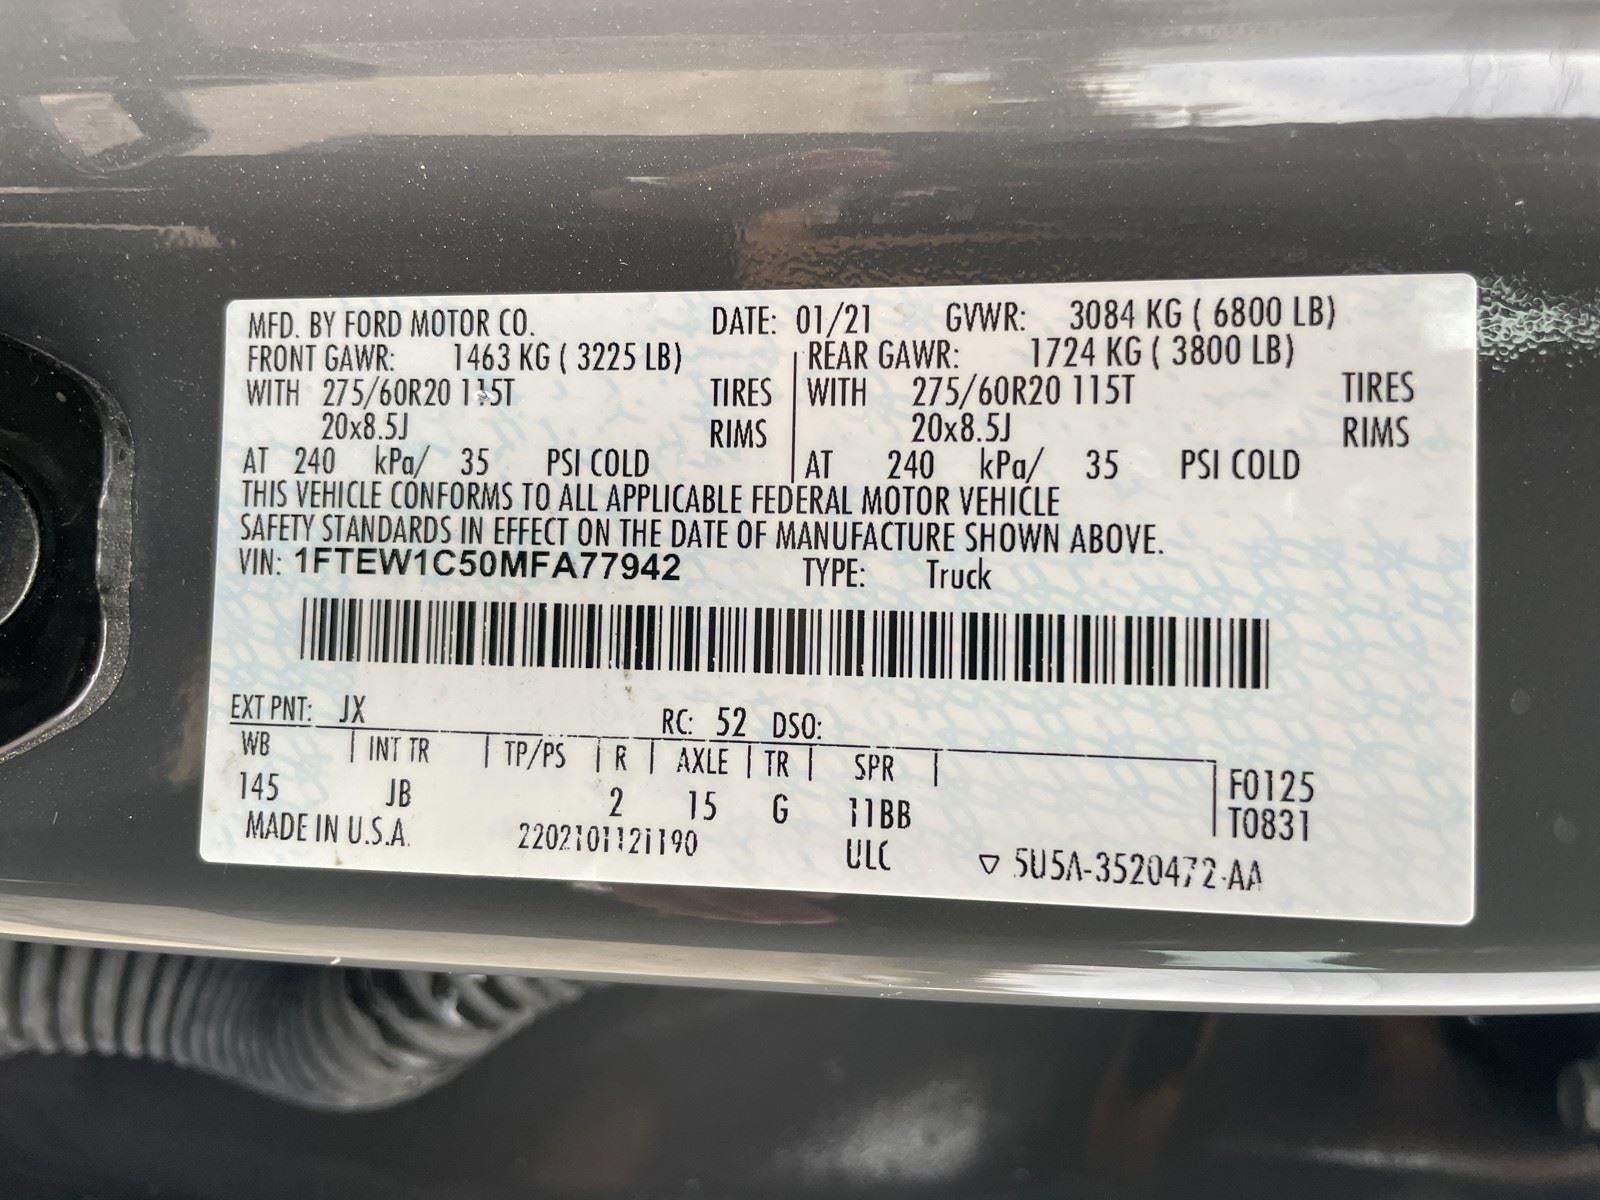 MFD. BY FORD MOTOR CO. DATE: 01/21 GVWR: 3084 KG ( 6800 LB)
FRONT GAWR: 1463 KG ( 3225 LB) REAR GAWR: 1724 KG ( 3800 LB)
WITH 275/60R20 115T TIRES WITH 275/60R20 115T TIRES
20x8.5J RIMS 20x8.5J RIMS
AT 240 kPa/ 35 PSI COLD AT 240 kPa/ 35 PSI COLD
THIS VEHICLE CONFORMS TO ALL APPLICABLE FEDERAL MOTOR VEHICLE
SAFETY STANDARDS IN EFFECT ON THE DATE OF MANUFACTURE SHOWN ABOVE.
VIN: 1FTEW1C50MFA77942 TYPE: Truck
EXT PNT: JX RC: 52 DSO:
WB INT TR TP/PS R AXLE TR SPR F0125
145 JB 2 15 G 11BB T0831
MADE IN U.S.A. 2202101121190 ULC ▽ 5U5A-3520472-AA